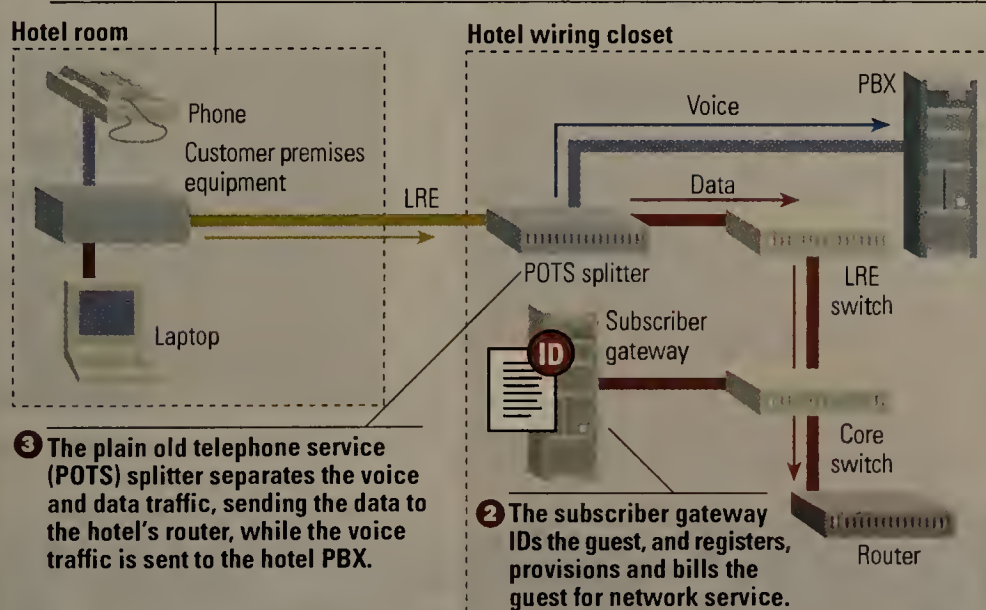 Hotel room
Phone
Customer premises
equipment
LRE
Laptop
Hotel wiring closet
PBX
Voice
Data
POTS splitter
LRE
switch
Subscriber
gateway
ID
Core
switch
Router
3 The plain old telephone service
(POTS) splitter separates the voice
and data traffic, sending the data to
the hotel's router, while the voice
traffic is sent to the hotel PBX.
2 The subscriber gateway
IDs the guest, and registers,
provisions and bills the
guest for network service.